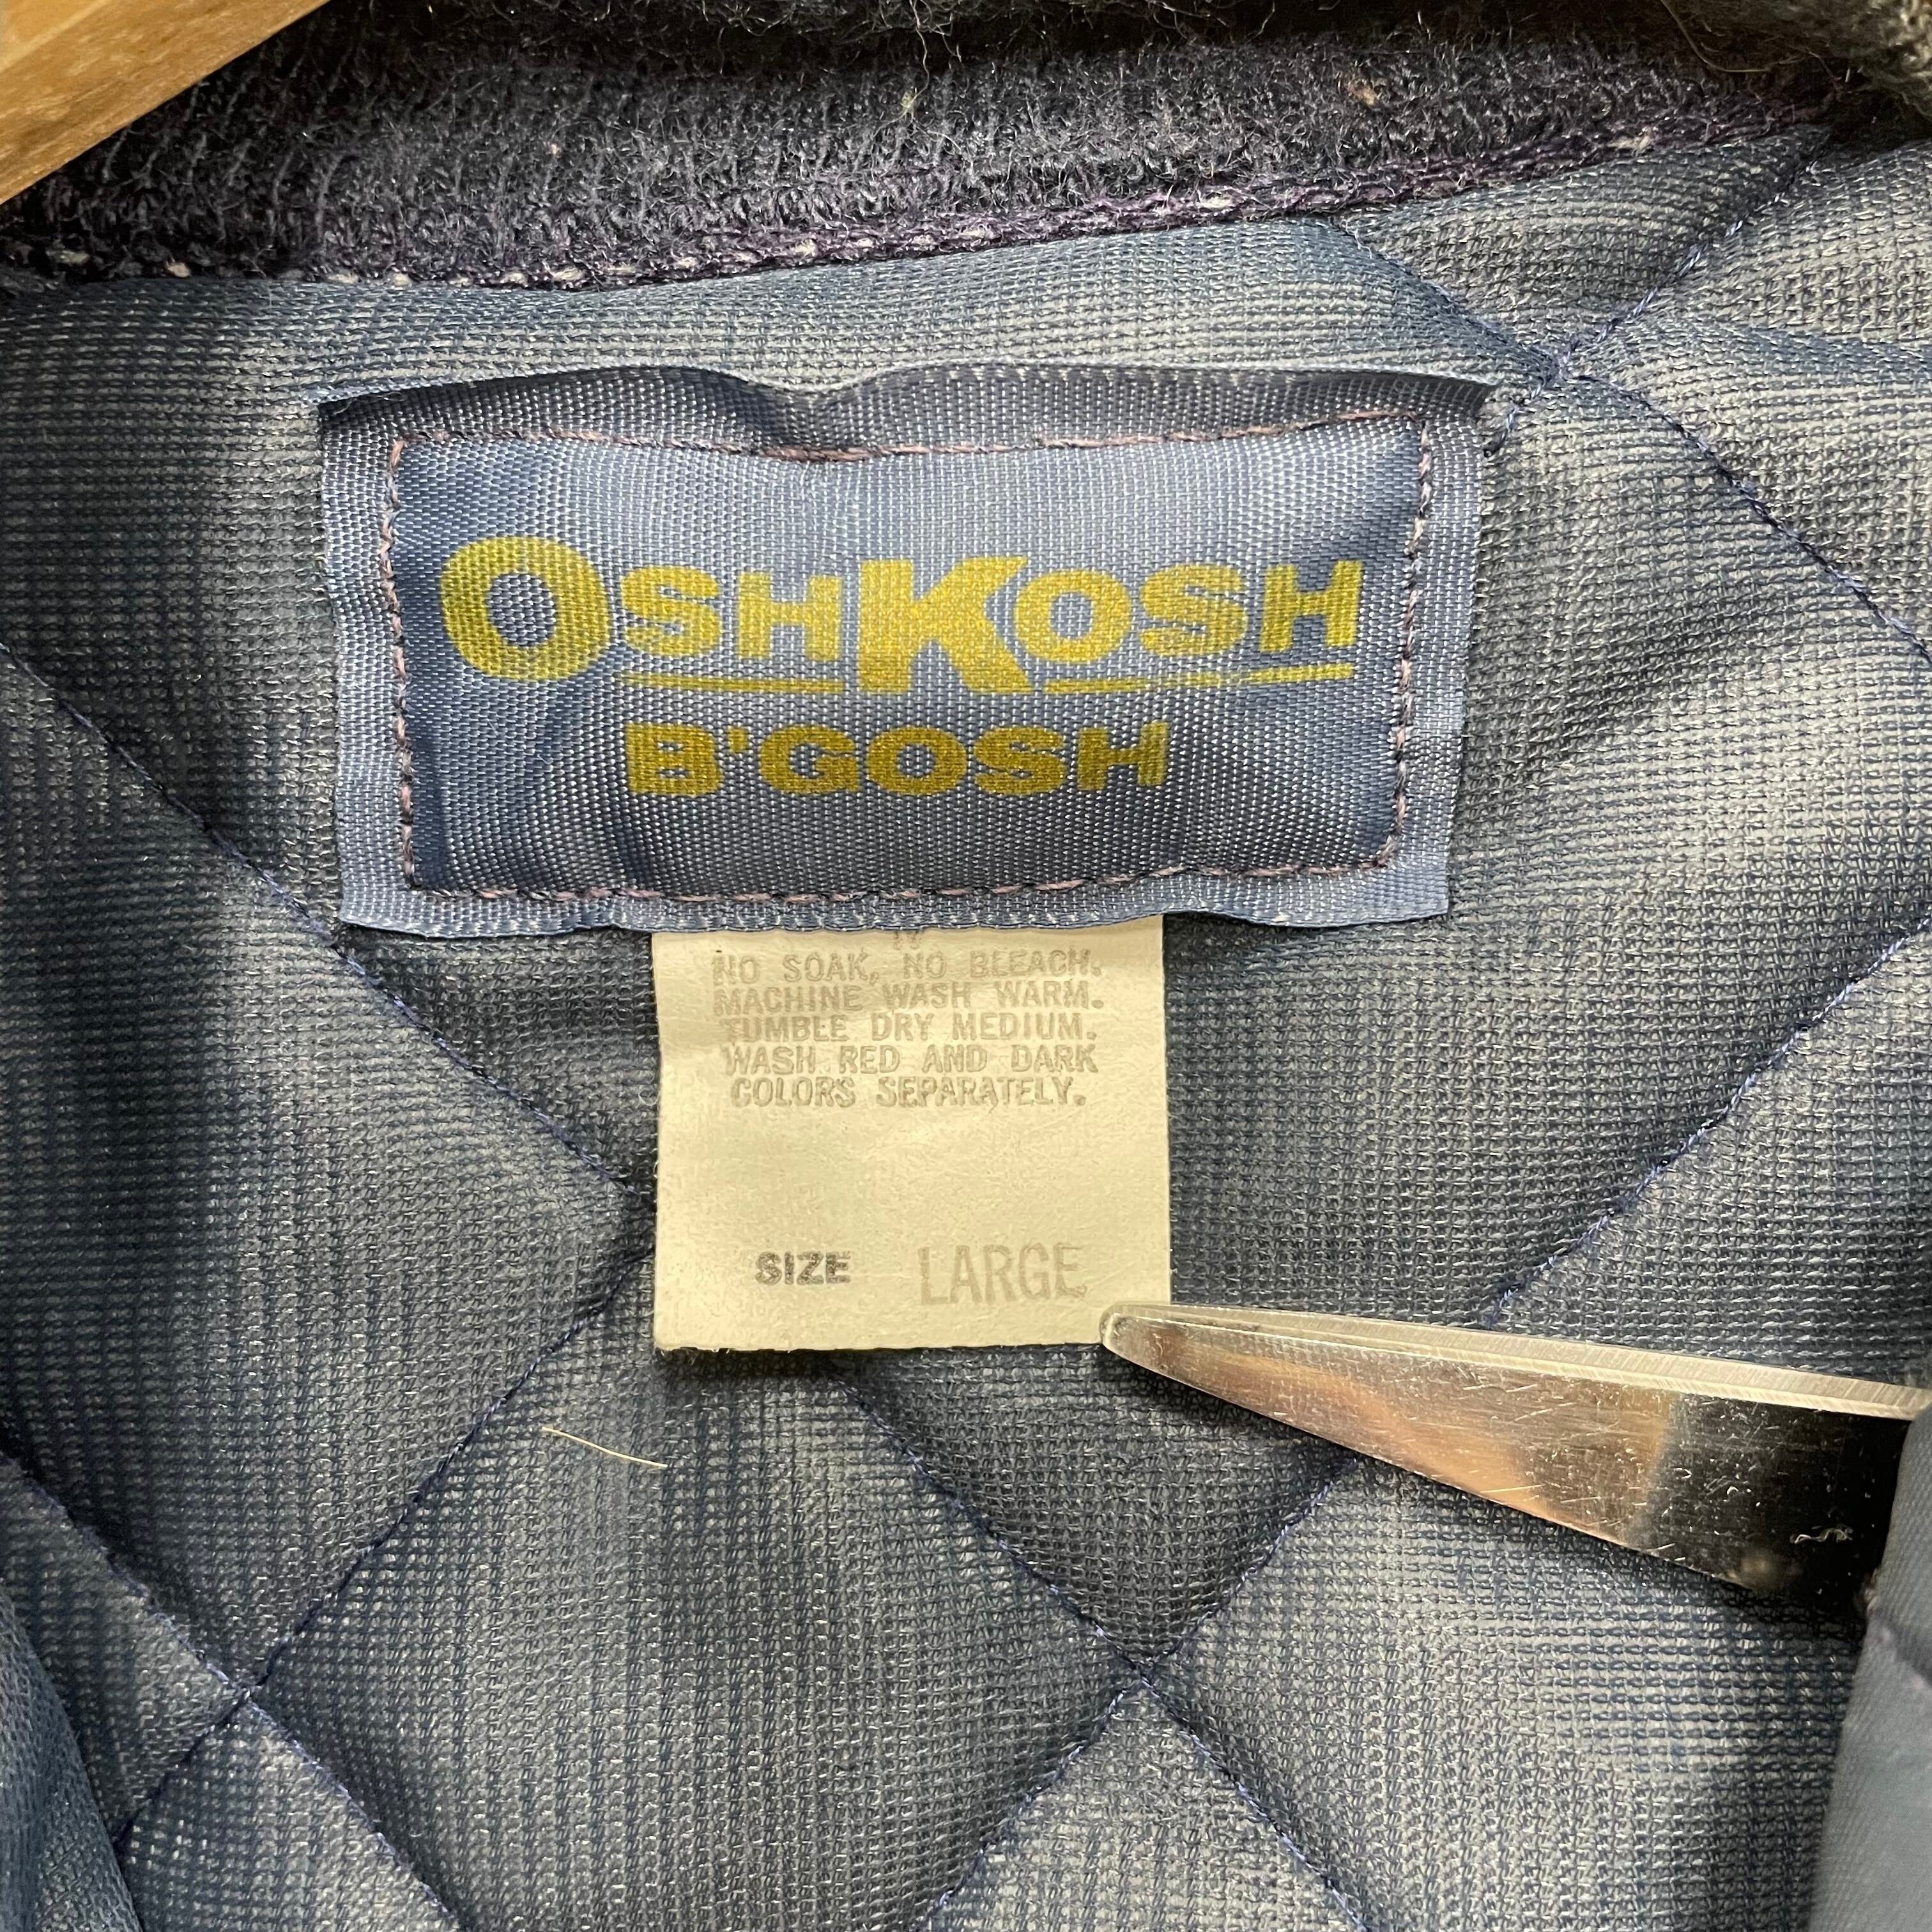 OSHKOSH
B'GOSH
NO SOAK, NO BLEACH.
MACHINE WASH WARM.
TUMBLE DRY MEDIUM.
WASH RED AND DARK
COLORS SEPARATELY.
SIZE LARGE